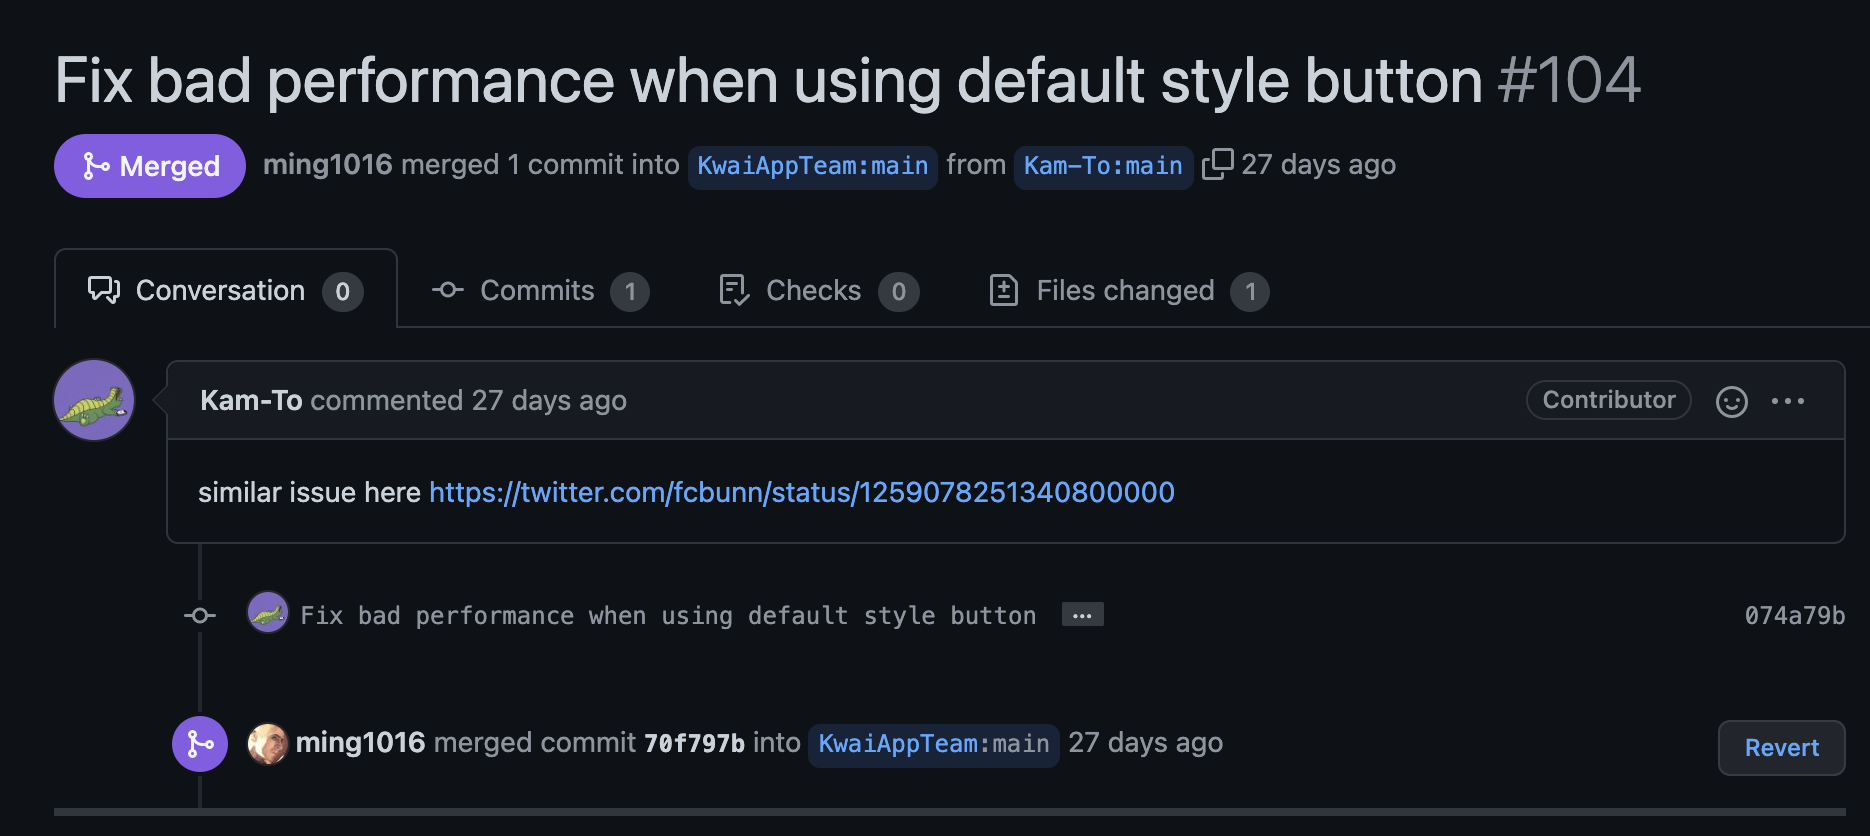 Fix bad performance when using default style button #104
Merged ming1016 merged 1 commit into KwaiAppTeam:main from Kam-To:main 27 days ago
Conversation 0 Commits 1 Checks 0 Files changed 1
Kam-To commented 27 days ago Contributor
similar issue here https://twitter.com/fcbunn/status/1259078251340800000
Fix bad performance when using default style button ... 074a79b
ming1016 merged commit 70f797b into KwaiAppTeam:main 27 days ago Revert